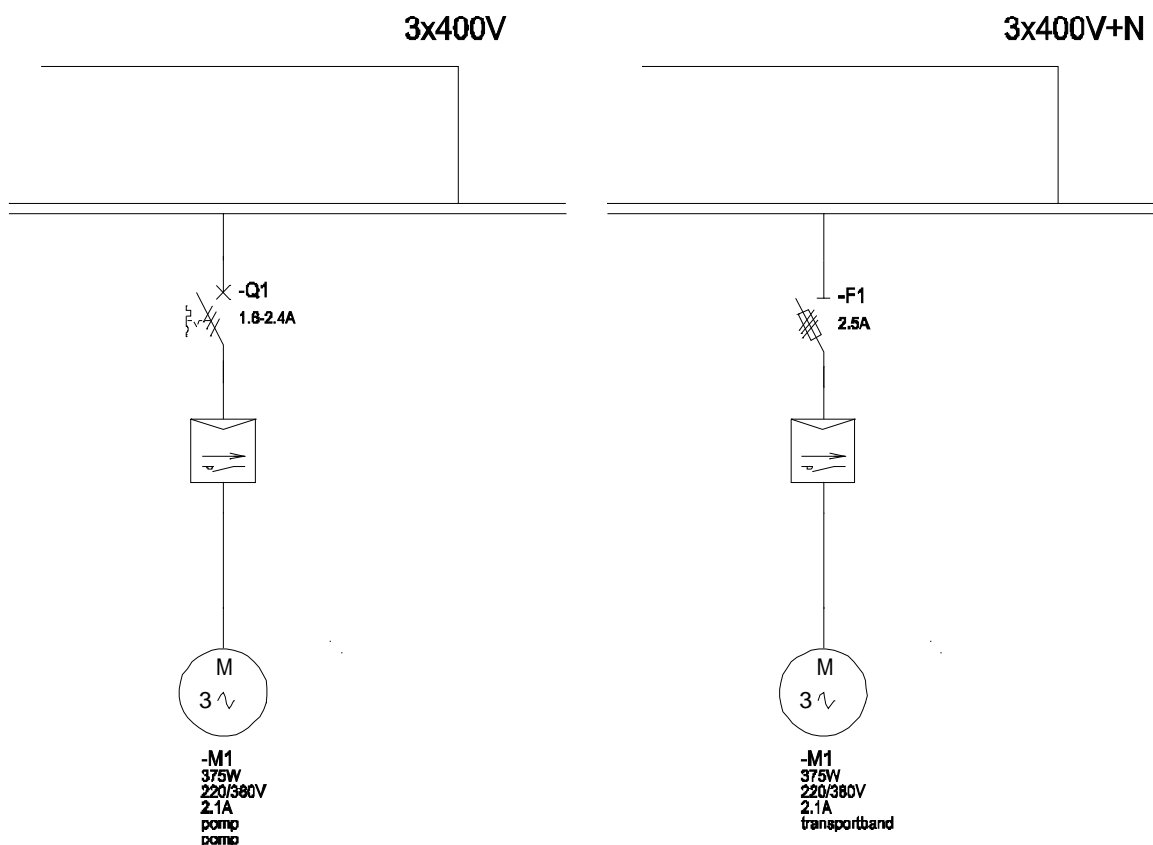 3x400V
-Q1
1.6-2.4A
M
3
-M1
375W
220/380V
2.1A
pomp
pomp
3x400V+N
-F1
2.5A
M
3
-M1
375W
220/380V
2.1A
transportband